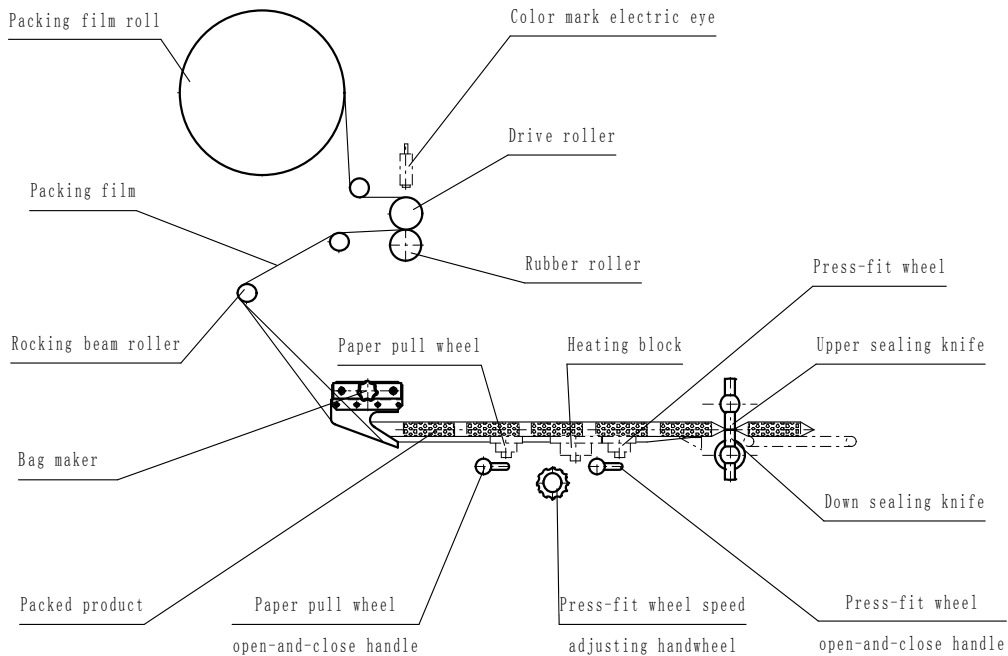 Packing film roll
Color mark electric eye
Drive roller
Packing film
Rubber roller
Press-fit wheel
Rocking beam roller
Paper pull wheel
Heating block
Upper sealing knife
Bag maker
Down sealing knife
Packed product
Paper pull wheel
open-and-close handle
Press-fit wheel speed
adjusting handwheel
Press-fit wheel
open-and-close handle